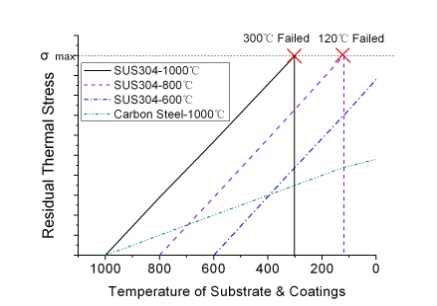 300℃ Failed 120℃ Failed
σ max
SUS304-1000℃
SUS304-800℃
SUS304-600℃
Carbon Steel-1000℃
Residual Thermal Stress
1000 800 600 400 200 0
Temperature of Substrate & Coatings